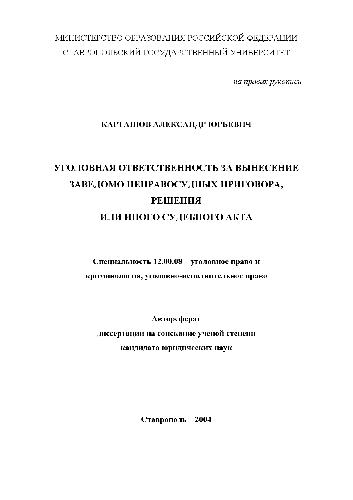 МИНИСТЕРСТВО ОБРАЗОВАНИЯ РОССИЙСКОЙ ФЕДЕРАЦИИ
СТАВРОПОЛЬСКИЙ ГОСУДАРСТВЕННЫЙ УНИВЕРСИТЕТ
на правах рукописи
КАРТАШОВ АЛЕКСАНДР ЮРЬЕВИЧ
УГОЛОВНАЯ ОТВЕТСТВЕННОСТЬ ЗА ВЫНЕСЕНИЕ
ЗАВЕДОМО НЕПРАВОСУДНЫХ ПРИГОВОРА,
РЕШЕНИЯ
ИЛИ ИНОГО СУДЕБНОГО АКТА
Специальность 12.00.08 – уголовное право и
криминология, уголовно-исполнительное право
Автореферат
диссертации на соискание ученой степени
кандидата юридических наук
Ставрополь – 2004